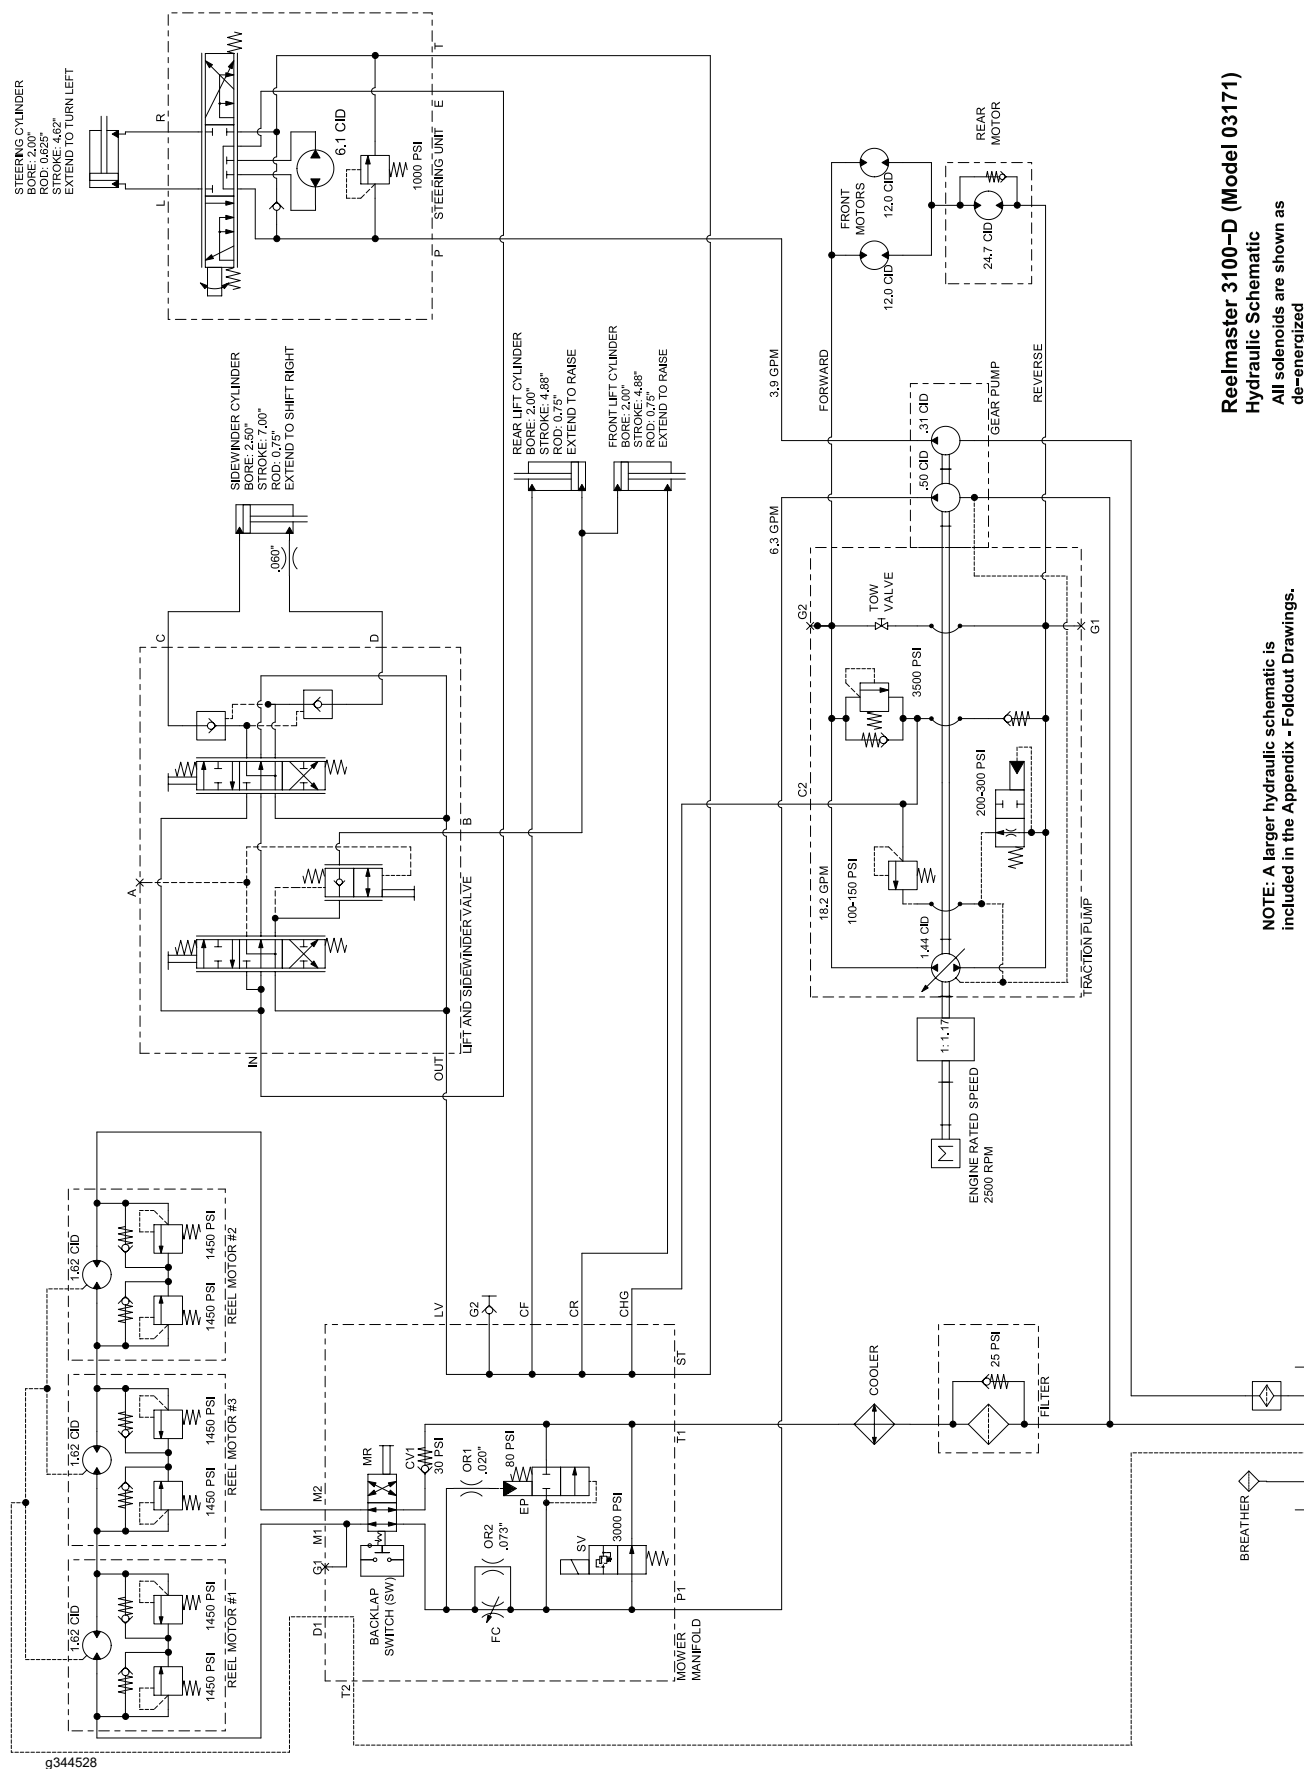 STEERING CYLINDER
BORE: 2.00"
ROD: 0.625"
STROKE: 4.62"
EXTEND TO TURN LEFT
L
R
6.1 CID
1000 PSI
STEERING UNIT
P
E
T
SIDEWINDER CYLINDER
BORE: 2.50"
STROKE: 7.00"
ROD: 0.75"
EXTEND TO SHIFT RIGHT
.060"
C
D
A
B
IN
OUT
LIFT AND SIDEWINDER VALVE
REAR LIFT CYLINDER
BORE: 2.00"
STROKE: 4.88"
ROD: 0.75"
EXTEND TO RAISE
FRONT LIFT CYLINDER
BORE: 2.00"
STROKE: 4.88"
ROD: 0.75"
EXTEND TO RAISE
3.9 GPM
6.3 GPM
FORWARD
REVERSE
FRONT
MOTORS
12.0 CID
12.0 CID
REAR
MOTOR
24.7 CID
.50 CID
.31 CID
GEAR PUMP
G2
TOW
VALVE
G1
3500 PSI
C2
200-300 PSI
100-150 PSI
18.2 GPM
1.44 CID
TRACTION PUMP
1: 1.17
M
ENGINE RATED SPEED
2500 RPM
1.62 CID
1450 PSI
1450 PSI
REEL MOTOR #2
1.62 CID
1450 PSI
1450 PSI
REEL MOTOR #3
1.62 CID
1450 PSI
1450 PSI
REEL MOTOR #1
LV
G2
CF
CR
CHG
ST
M2
M1
G1
D1
T2
MR
CV1
30 PSI
BACKLAP
SWITCH (SW)
OR1
.020"
OR2
.073"
FC
80 PSI
EP
SV
3000 PSI
T1
P1
MOWER
MANIFOLD
COOLER
25 PSI
FILTER
BREATHER
Reelmaster 3100-D (Model 03171)
Hydraulic Schematic
All solenoids are shown as
de-energized
NOTE: A larger hydraulic schematic is
included in the Appendix - Foldout Drawings.
g344528